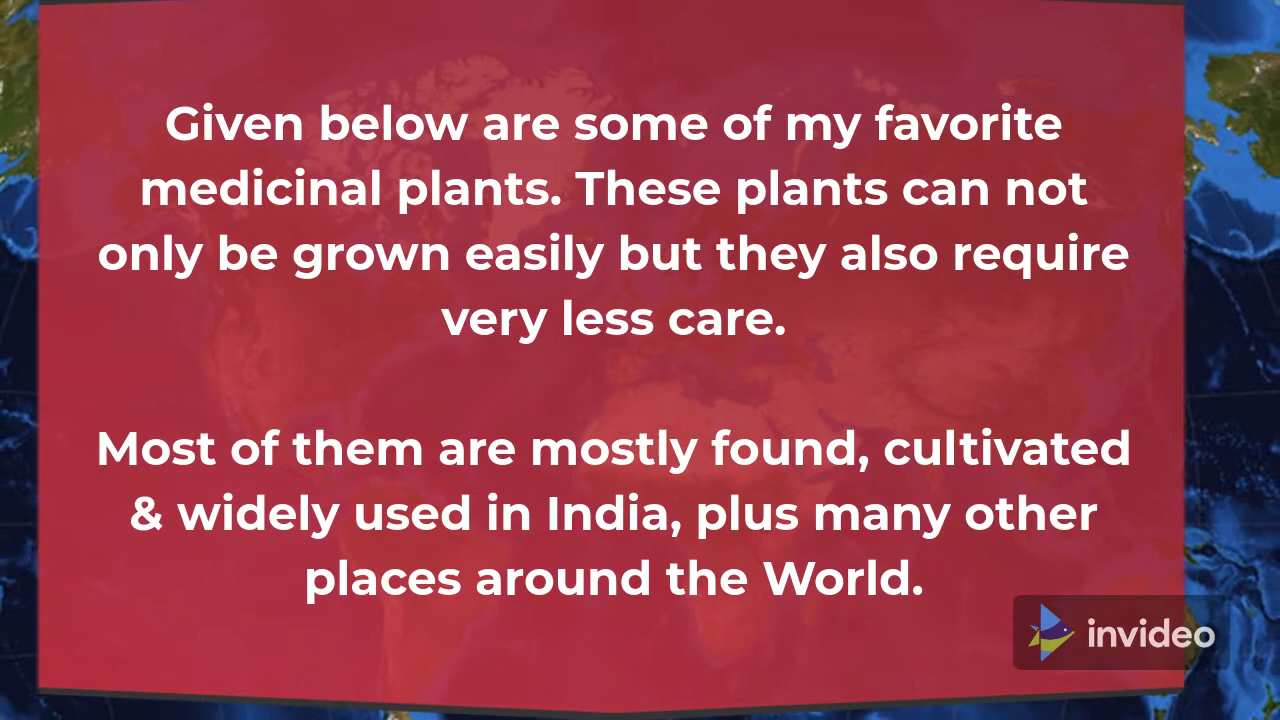 Given below are some of my favorite
medicinal plants. These plants can not
only be grown easily but they also require
very less care.
Most of them are mostly found, cultivated
& widely used in India, plus many other
places around the World.
invideo